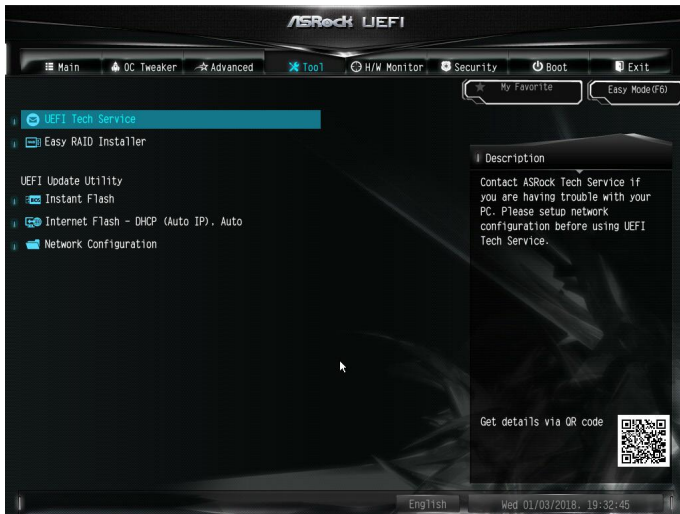 ASRock UEFI
Main OC Tweaker Advanced Tool H/W Monitor Security Boot Exit
My Favorite Easy Mode(F6)
UEFI Tech Service
Easy RAID Installer
UEFI Update Utility
Instant Flash
Internet Flash - DHCP (Auto IP). Auto
Network Configuration
Description
Contact ASRock Tech Service if
you are having trouble with your
PC. Please setup network
configuration before using UEFI
Tech Service.
Get details via QR code
English Wed 01/03/2018. 19:32:45